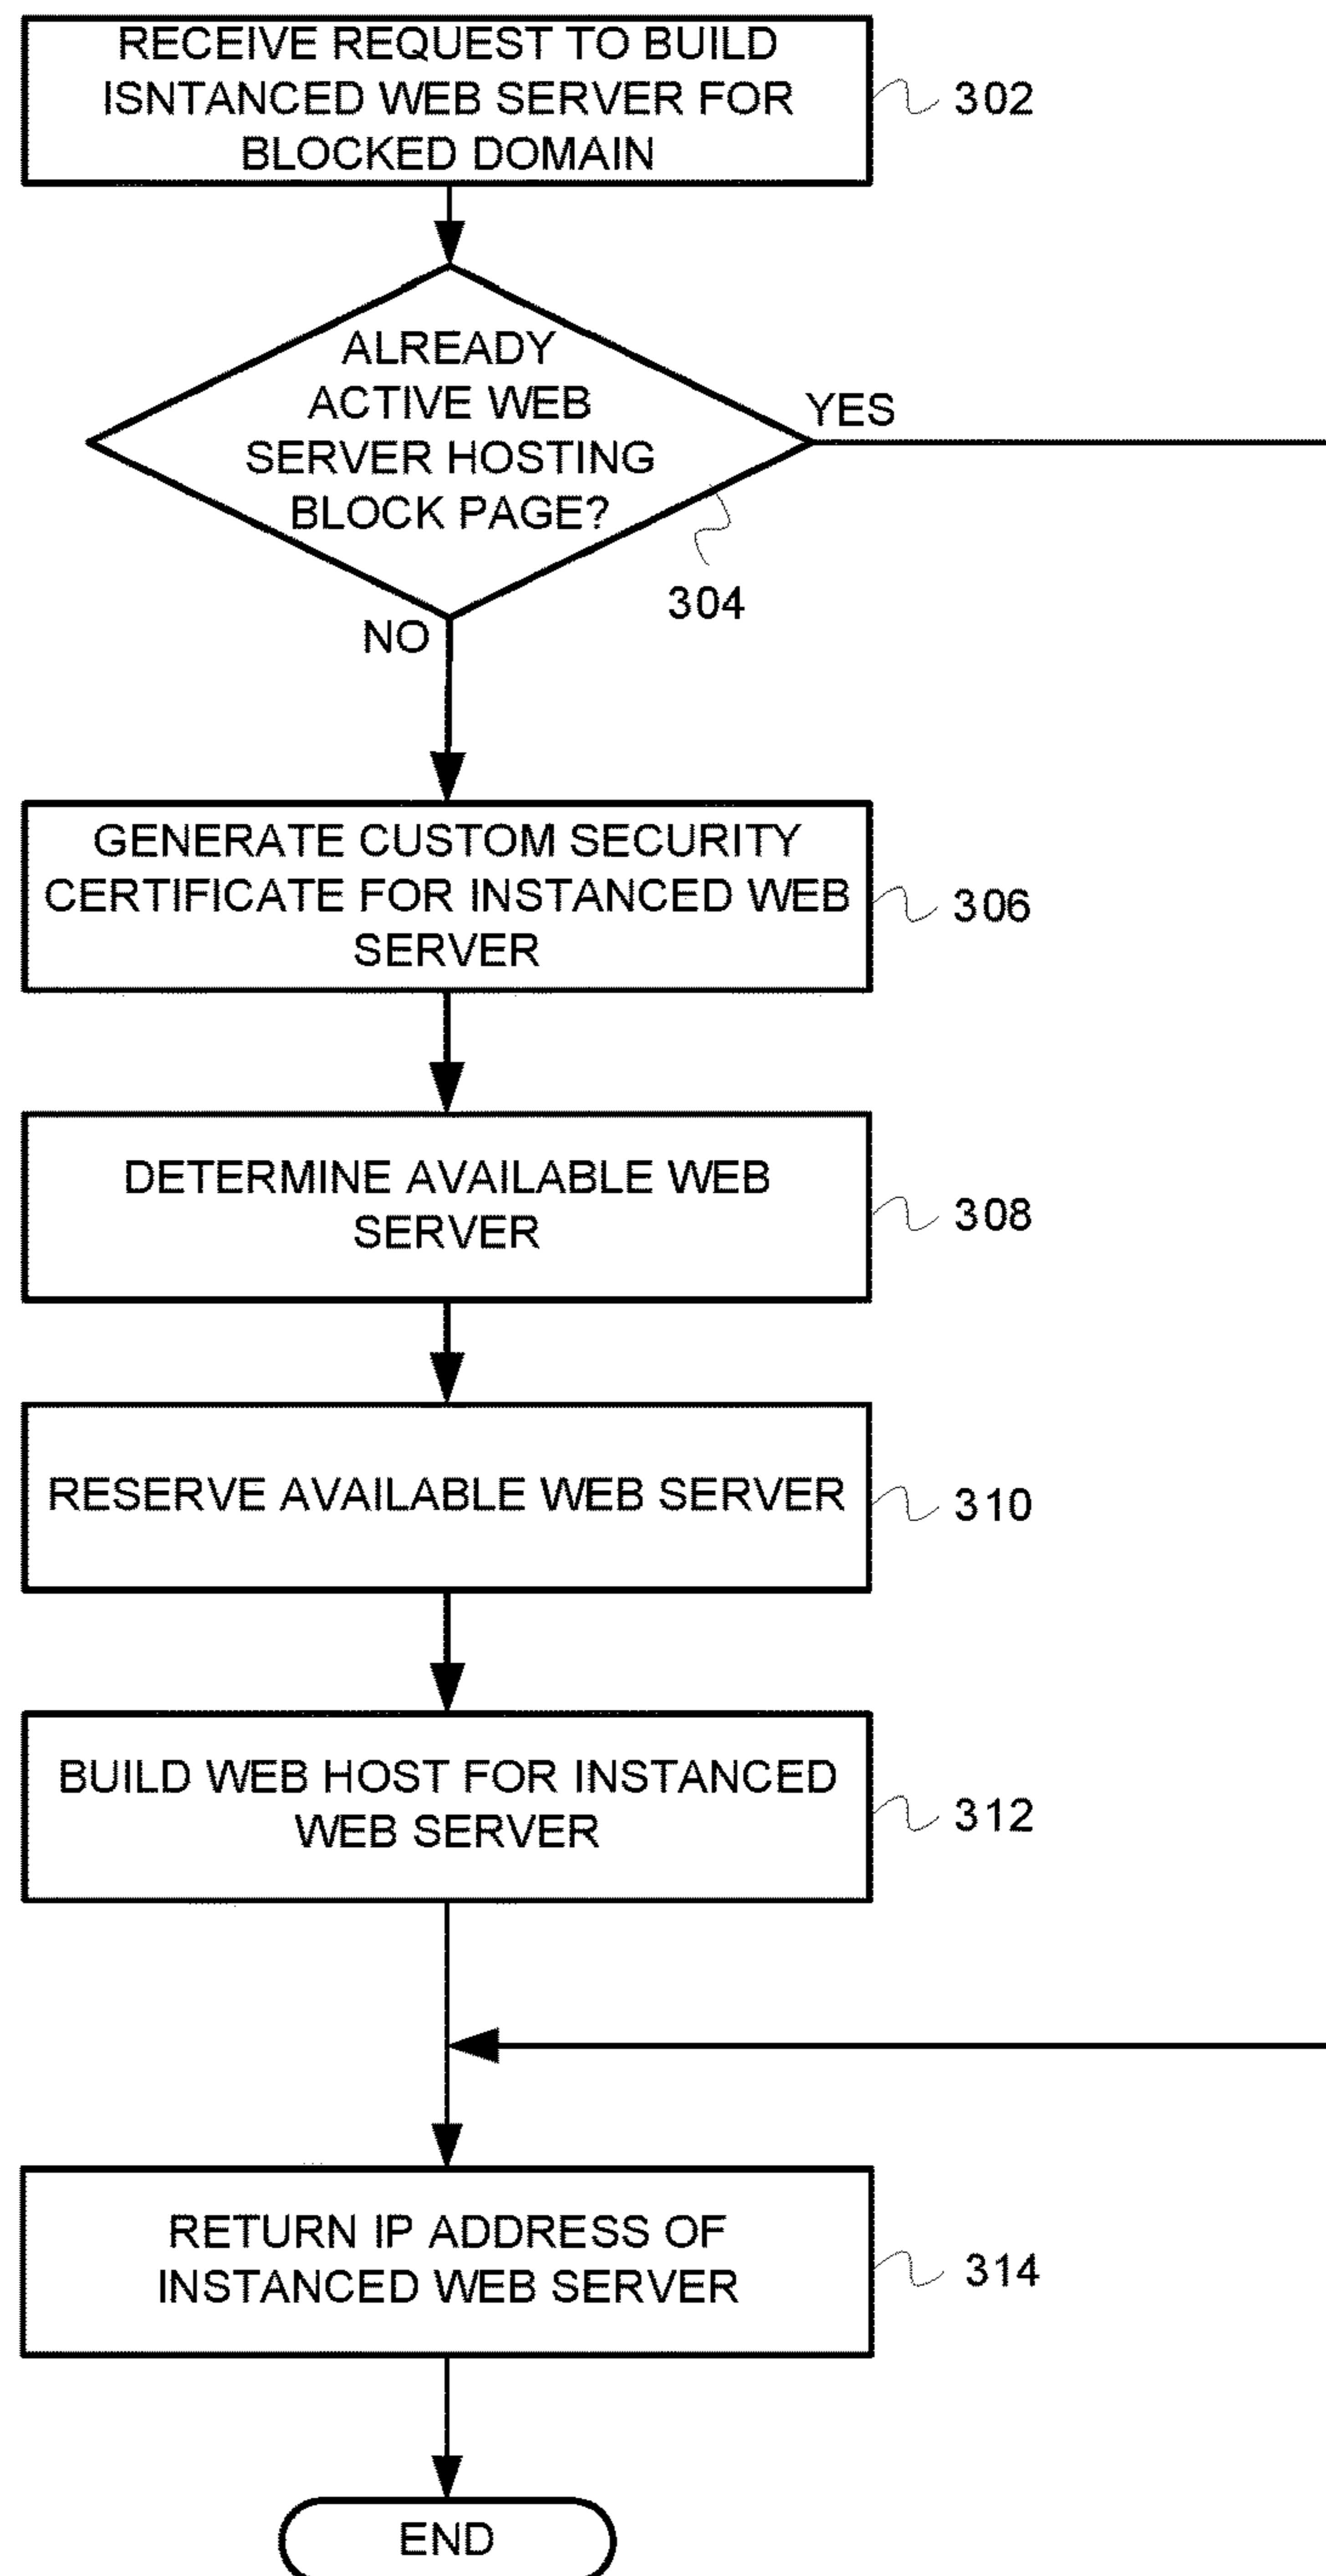 RECEIVE REQUEST TO BUILD
ISNTANCED WEB SERVER FOR
BLOCKED DOMAIN
302
ALREADY
ACTIVE WEB
SERVER HOSTING
BLOCK PAGE?
YES
304
NO
GENERATE CUSTOM SECURITY
CERTIFICATE FOR INSTANCED WEB
SERVER
306
DETERMINE AVAILABLE WEB
SERVER
308
RESERVE AVAILABLE WEB SERVER
310
BUILD WEB HOST FOR INSTANCED
WEB SERVER
312
RETURN IP ADDRESS OF
INSTANCED WEB SERVER
314
END